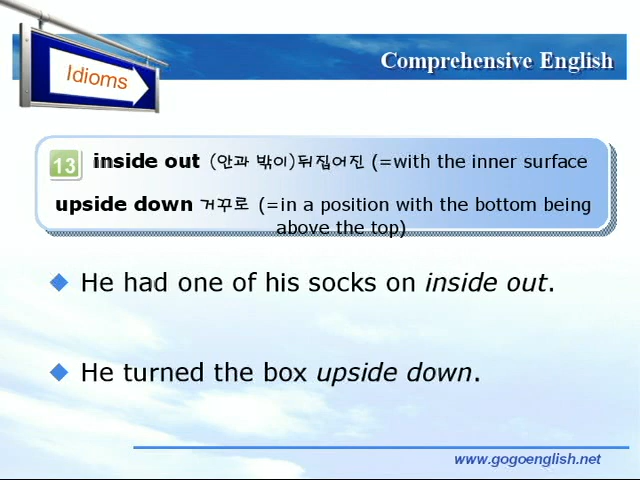 Idioms
Comprehensive English
13 inside out (안과 밖이)뒤집어진 (=with the inner surface
upside down 거꾸로 (=in a position with the bottom being
above the top)
He had one of his socks on inside out.
He turned the box upside down.
www.gogoenglish.net